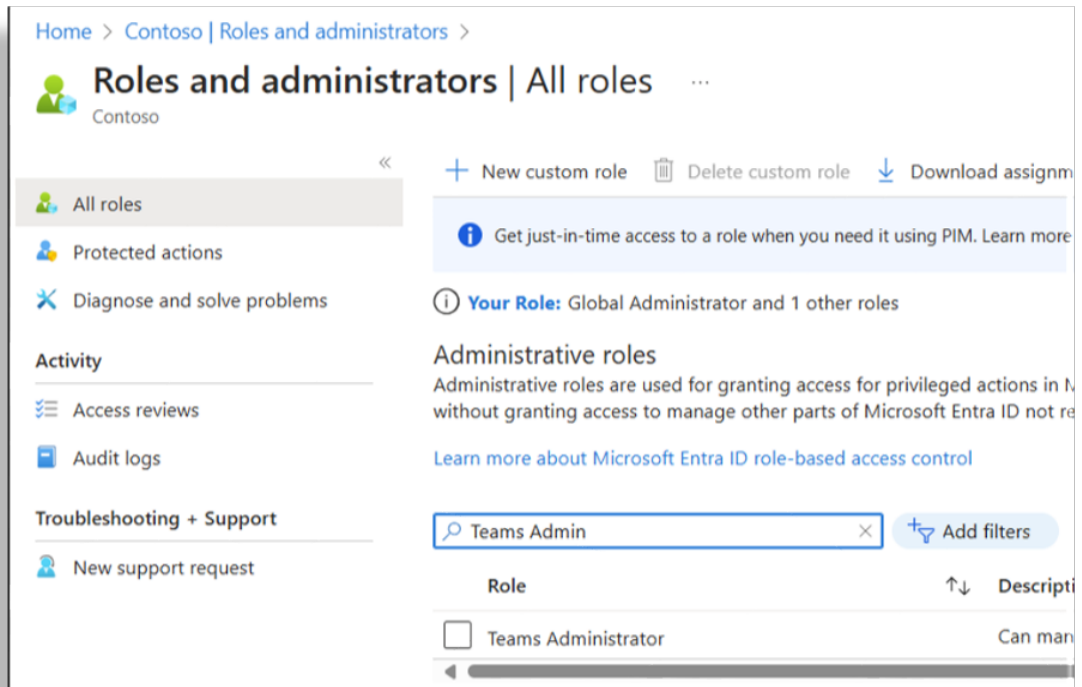 Home > Contoso | Roles and administrators >
Roles and administrators | All roles ...
Contoso
«
New custom role Delete custom role Download assignm
All roles
Get just-in-time access to a role when you need it using PIM. Learn more
Protected actions
Diagnose and solve problems
Your Role: Global Administrator and 1 other roles
Administrative roles
Activity
Administrative roles are used for granting access for privileged actions in M
Access reviews
without granting access to manage other parts of Microsoft Entra ID not re
Audit logs
Learn more about Microsoft Entra ID role-based access control
Troubleshooting + Support
Teams Admin Add filters
New support request
Role Descripti
Teams Administrator Can man